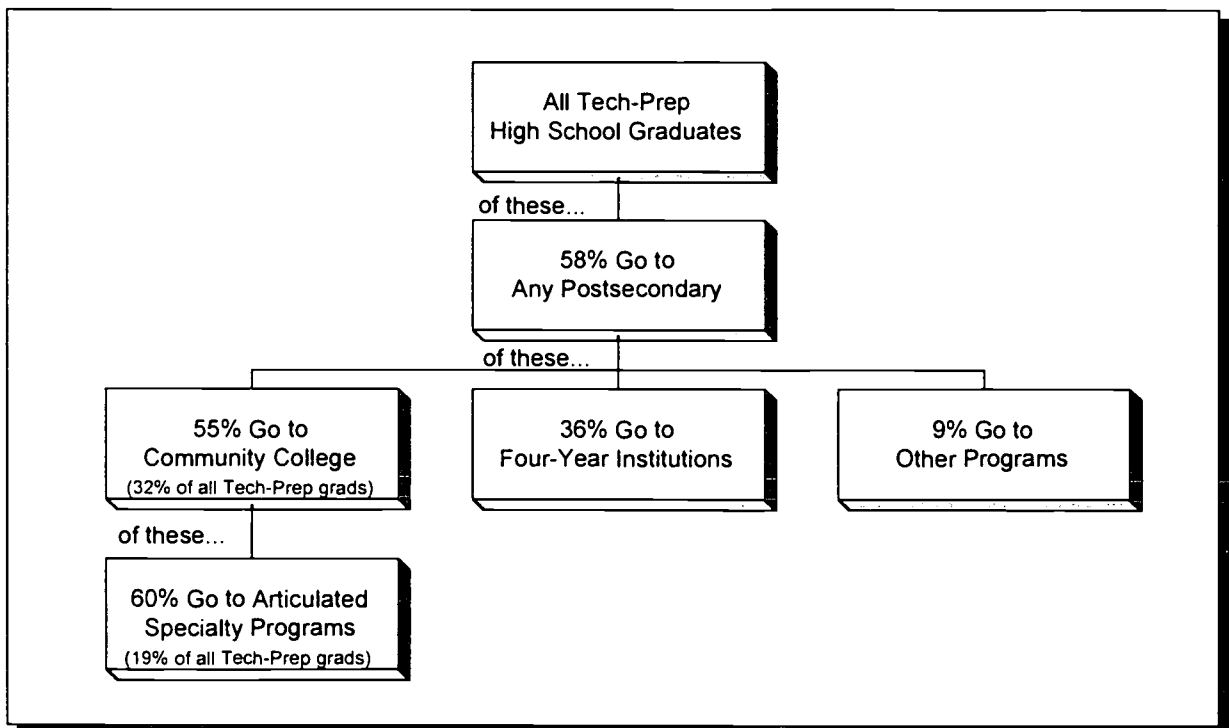 All Tech-Prep
High School Graduates
of these...
58% Go to
Any Postsecondary
of these...
55% Go to
Community College
(32% of all Tech-Prep grads)
36% Go to
Four-Year Institutions
9% Go to
Other Programs
of these...
60% Go to Articulated
Specialty Programs
(19% of all Tech-Prep grads)